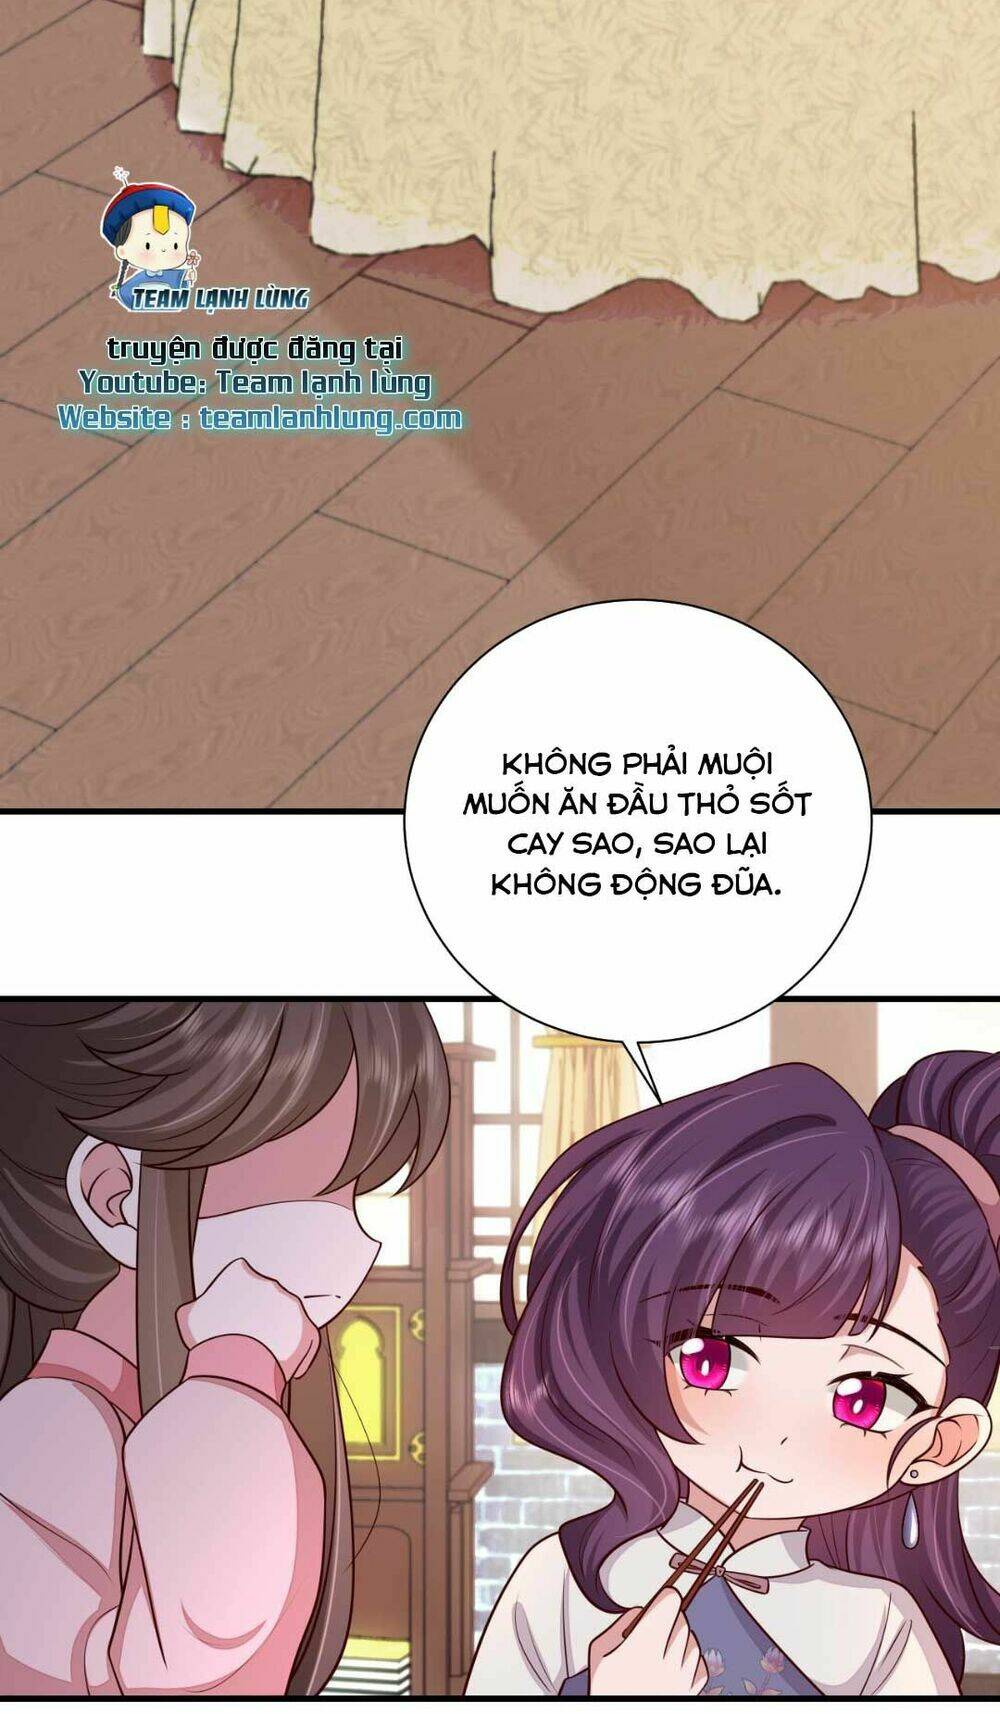 TEAM LẠNH LÙNG
truyện được đăng tại
Youtube: Team lạnh lùng
Website : teamlanhlung.com
KHÔNG PHẢI MUỘI
MUỐN ĂN ĐẦU THỎ SỐT
CAY SAO, SAO LẠI
KHÔNG ĐỘNG ĐŨA.